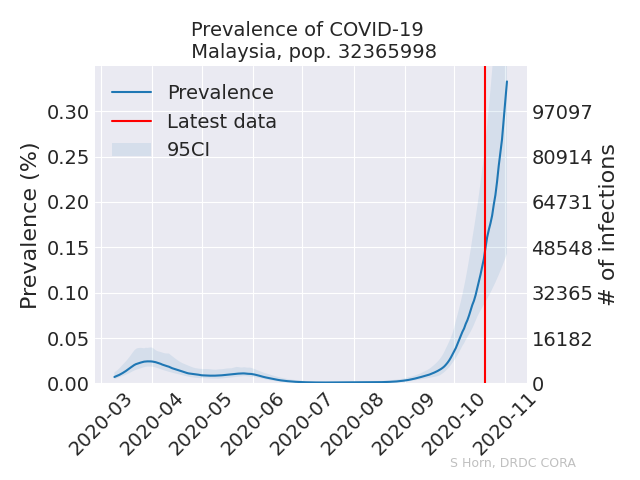 Prevalence of COVID-19
Malaysia, pop. 32365998
Prevalence
Latest data
95CI
Prevalence (%)
0.30
0.25
0.20
0.15
0.10
0.05
0.00
97097
80914
64731
48548
32365
16182
0
# of infections
2020-03
2020-04
2020-05
2020-06
2020-07
2020-08
2020-09
2020-10
2020-11
S Horn, DRDC CORA